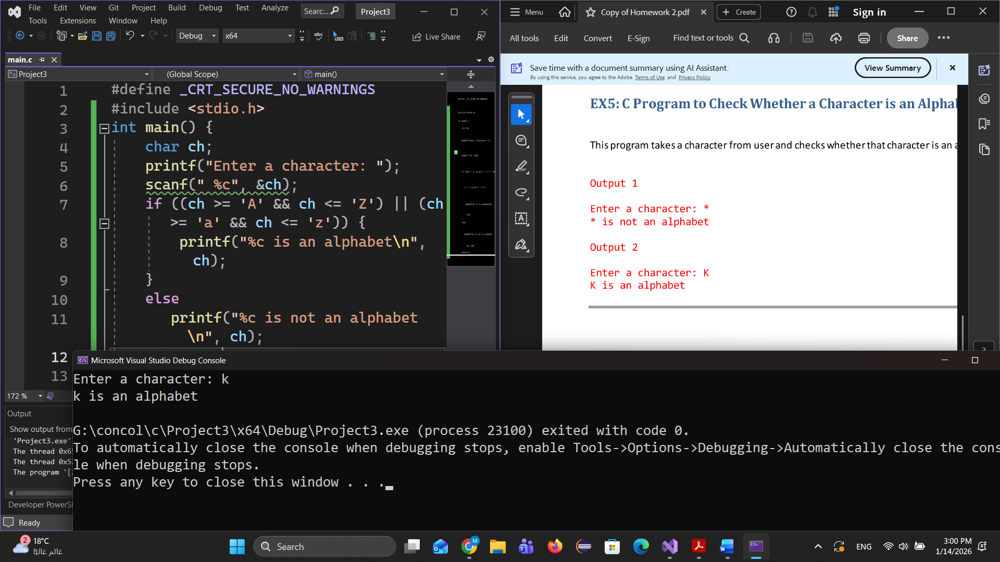 File Edit View Git Project Build Debug Test Analyze Searc... Project3
Tools Extensions Window Help
Debug x64 Live Share
main.c
Project3 (Global Scope) main()
1 #define _CRT_SECURE_NO_WARNINGS
2 #include <stdio.h>
3 int main() {
4 char ch;
5 printf("Enter a character: ");
6 scanf(" %c", &ch);
7 if ((ch >= 'A' && ch <= 'Z') || (ch
>= 'a' && ch <= 'z')) {
8 printf("%c is an alphabet\n",
ch);
9 }
10 else
11 printf("%c is not an alphabet
\n", ch);
12
13
172 %
Output
Show output from
'Project3.exe'
The thread 0x65
The thread 0x52
The program '[
Developer PowerSh
Ready
Menu Copy of Homework 2.pdf Create Sign in
All tools Edit Convert E-Sign Find text or tools Share
Save time with a document summary using AI Assistant.
By using this service, you agree to the Adobe Terms of Use and Privacy Policy
View Summary
EX5: C Program to Check Whether a Character is an Alphal
This program takes a character from user and checks whether that character is an a
Output 1
Enter a character: *
* is not an alphabet
Output 2
Enter a character: K
K is an alphabet
Microsoft Visual Studio Debug Console
Enter a character: k
k is an alphabet
G:\concol\c\Project3\x64\Debug\Project3.exe (process 23100) exited with code 0.
To automatically close the console when debugging stops, enable Tools->Options->Debugging->Automatically close the cons
le when debugging stops.
Press any key to close this window . . .
2 18°C
غائم غالبًا
Search
ENG
3:00 PM
1/14/2026